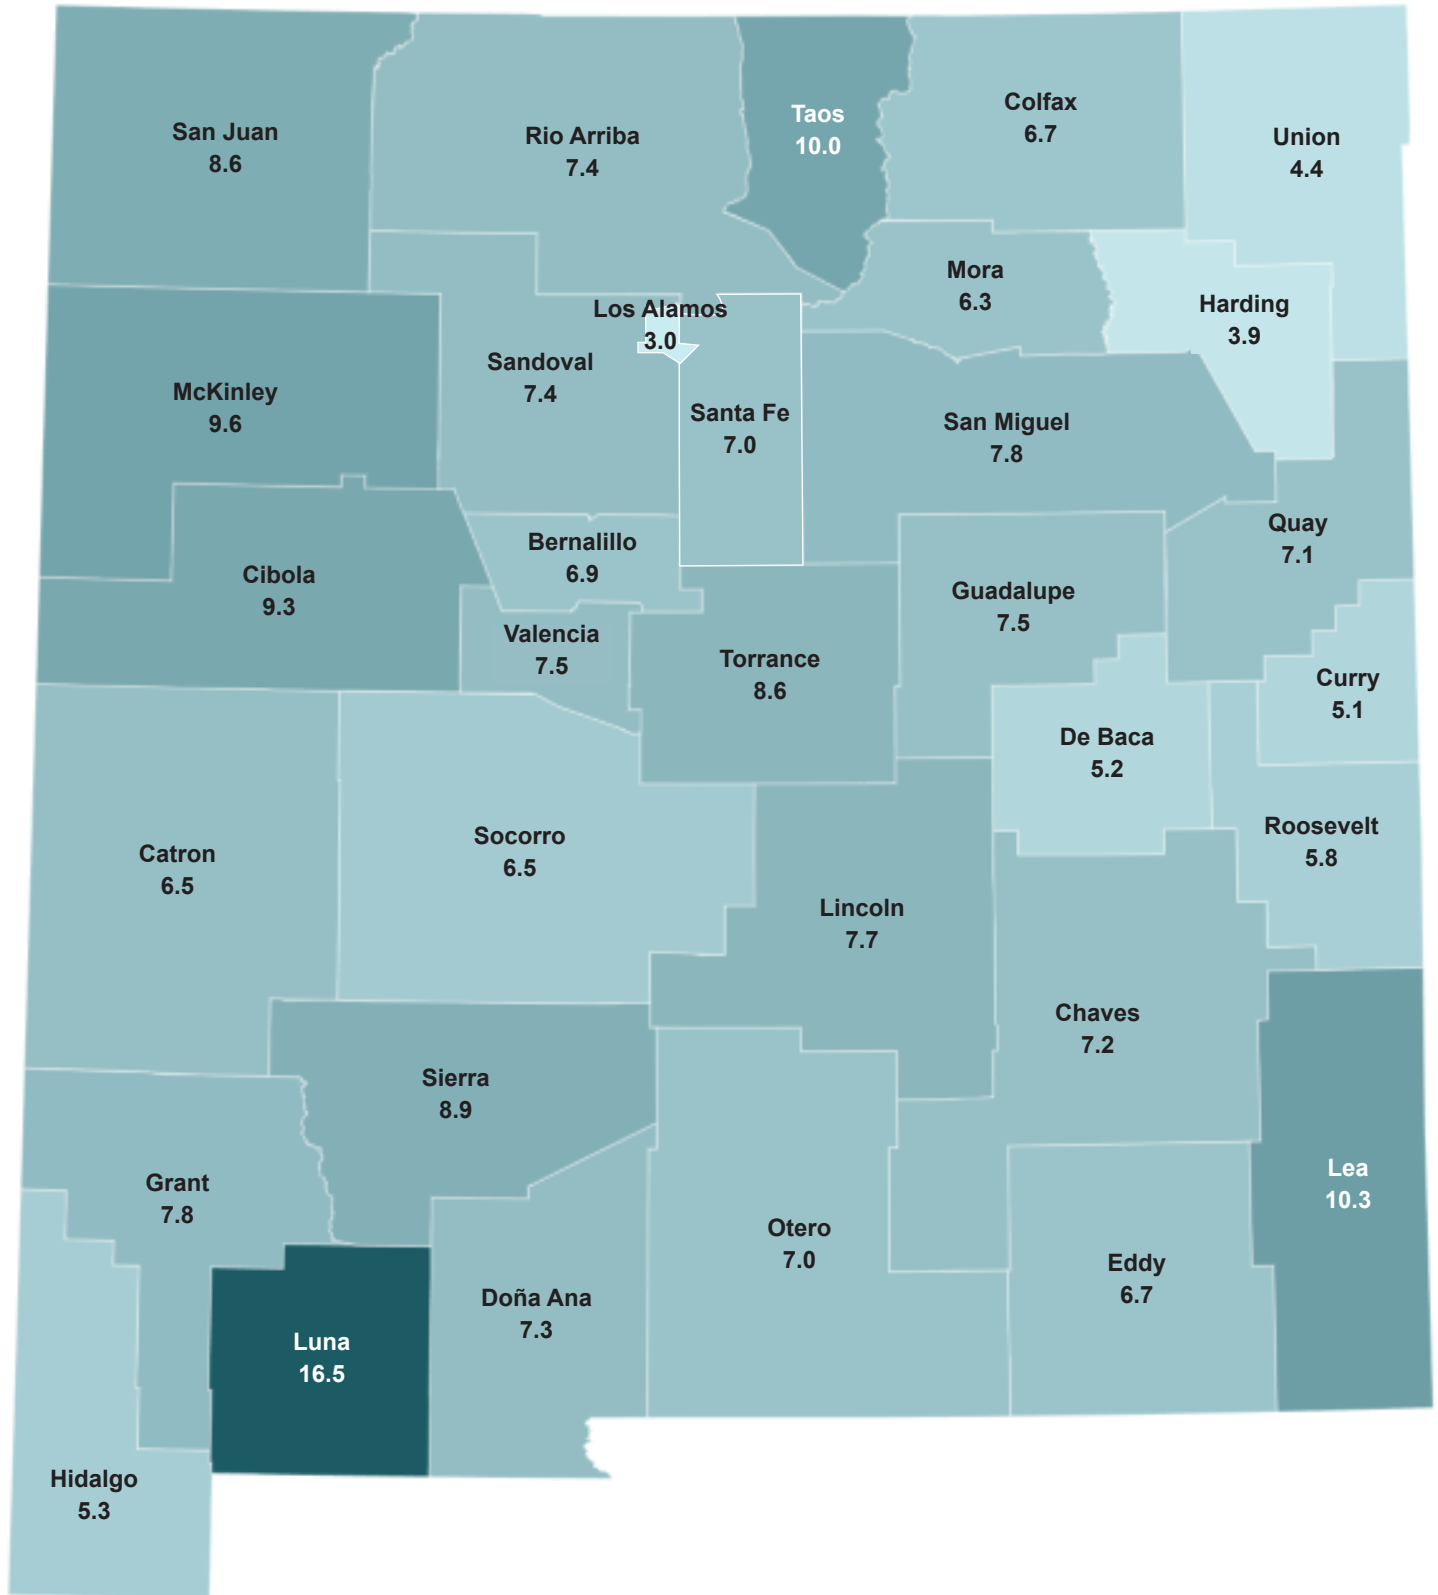 San Juan
8.6
Rio Arriba
7.4
Taos
10.0
Colfax
6.7
Union
4.4
Mora
6.3
Harding
3.9
Los Alamos
3.0
Sandoval
7.4
McKinley
9.6
Santa Fe
7.0
San Miguel
7.8
Quay
7.1
Bernalillo
6.9
Cibola
9.3
Guadalupe
7.5
Valencia
7.5
Torrance
8.6
Curry
5.1
De Baca
5.2
Roosevelt
5.8
Catron
6.5
Socorro
6.5
Lincoln
7.7
Chaves
7.2
Sierra
8.9
Lea
10.3
Grant
7.8
Otero
7.0
Eddy
6.7
Doña Ana
7.3
Luna
16.5
Hidalgo
5.3